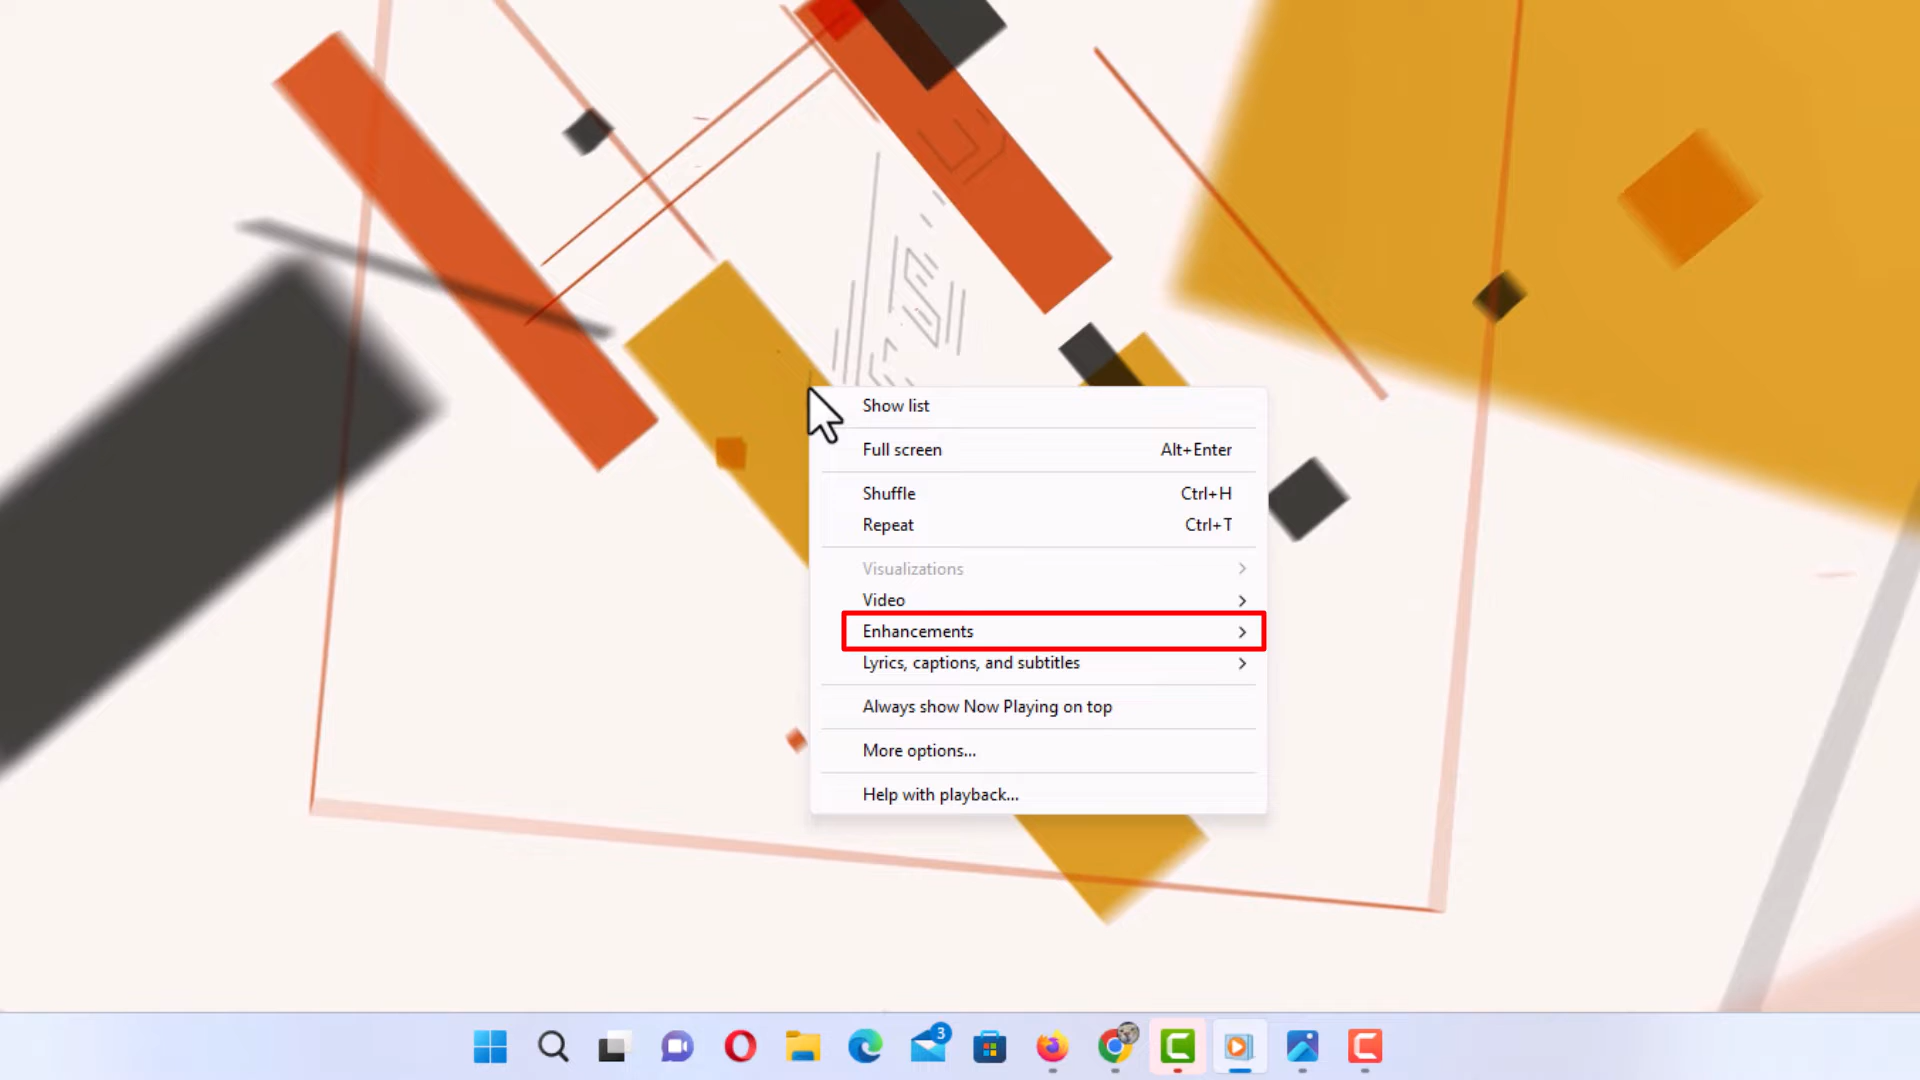 Show list
Full screen Alt+Enter
Shuffle Ctrl+H
Repeat Ctrl+T
Visualizations
Video
Enhancements
Lyrics, captions, and subtitles
Always show Now Playing on top
More options...
Help with playback...
3